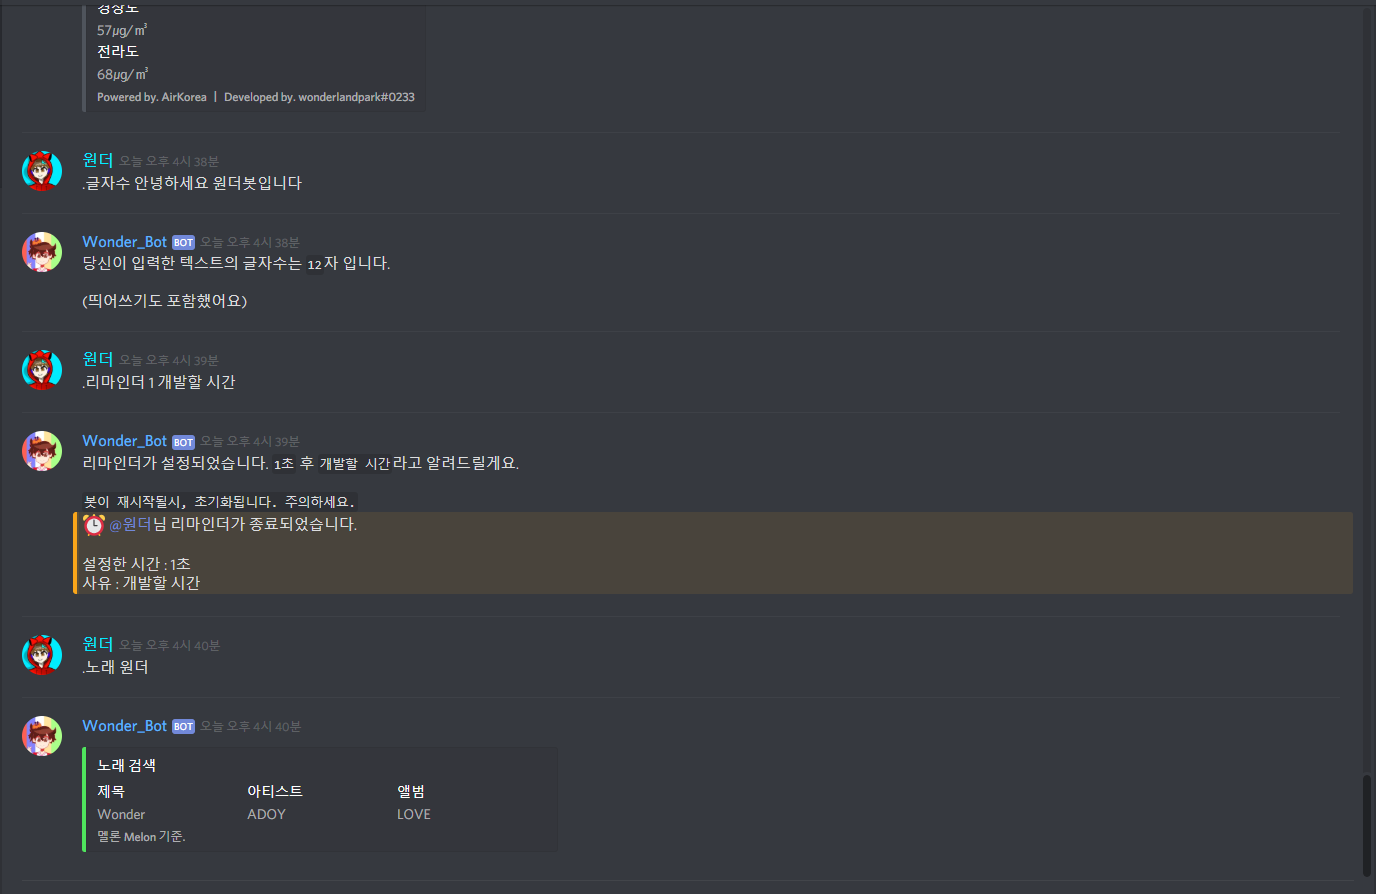 경상도
57㎍/㎥
전라도
68㎍/㎥
Powered by. AirKorea | Developed by. wonderlandpark#0233
원더 오늘 오후 4시 38분
.글자수 안녕하세요 원더봇입니다
Wonder_Bot BOT 오늘 오후 4시 38분
당신이 입력한 텍스트의 글자수는 12자 입니다.
(띄어쓰기도 포함했어요)
원더 오늘 오후 4시 39분
.리마인더 1 개발할 시간
Wonder_Bot BOT 오늘 오후 4시 39분
리마인더가 설정되었습니다. 1초 후 개발할 시간라고 알려드릴게요.
봇이 재시작될시, 초기화됩니다. 주의하세요.
@원더님 리마인더가 종료되었습니다.
설정한 시간 : 1초
사유 : 개발할 시간
원더 오늘 오후 4시 40분
.노래 원더
Wonder_Bot BOT 오늘 오후 4시 40분
노래 검색
제목 아티스트 앨범
Wonder ADOY LOVE
멜론 Melon 기준.